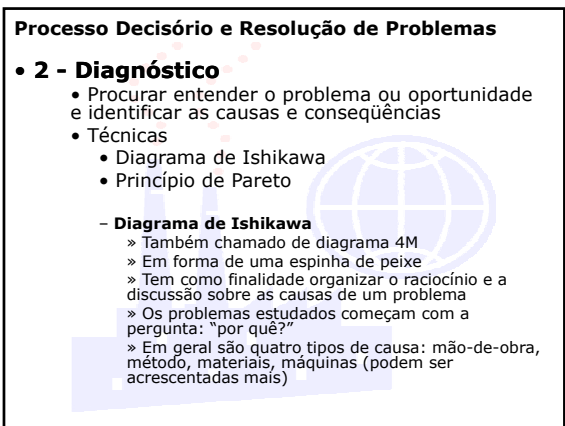 Processo Decisório e Resolução de Problemas
• 2 - Diagnóstico
• Procurar entender o problema ou oportunidade
e identificar as causas e conseqüências
• Técnicas
• Diagrama de Ishikawa
• Princípio de Pareto
– Diagrama de Ishikawa
» Também chamado de diagrama 4M
» Em forma de uma espinha de peixe
» Tem como finalidade organizar o raciocínio e a
discussão sobre as causas de um problema
» Os problemas estudados começam com a
pergunta: “por quê?”
» Em geral são quatro tipos de causa: mão-de-obra,
método, materiais, máquinas (podem ser
acrescentadas mais)